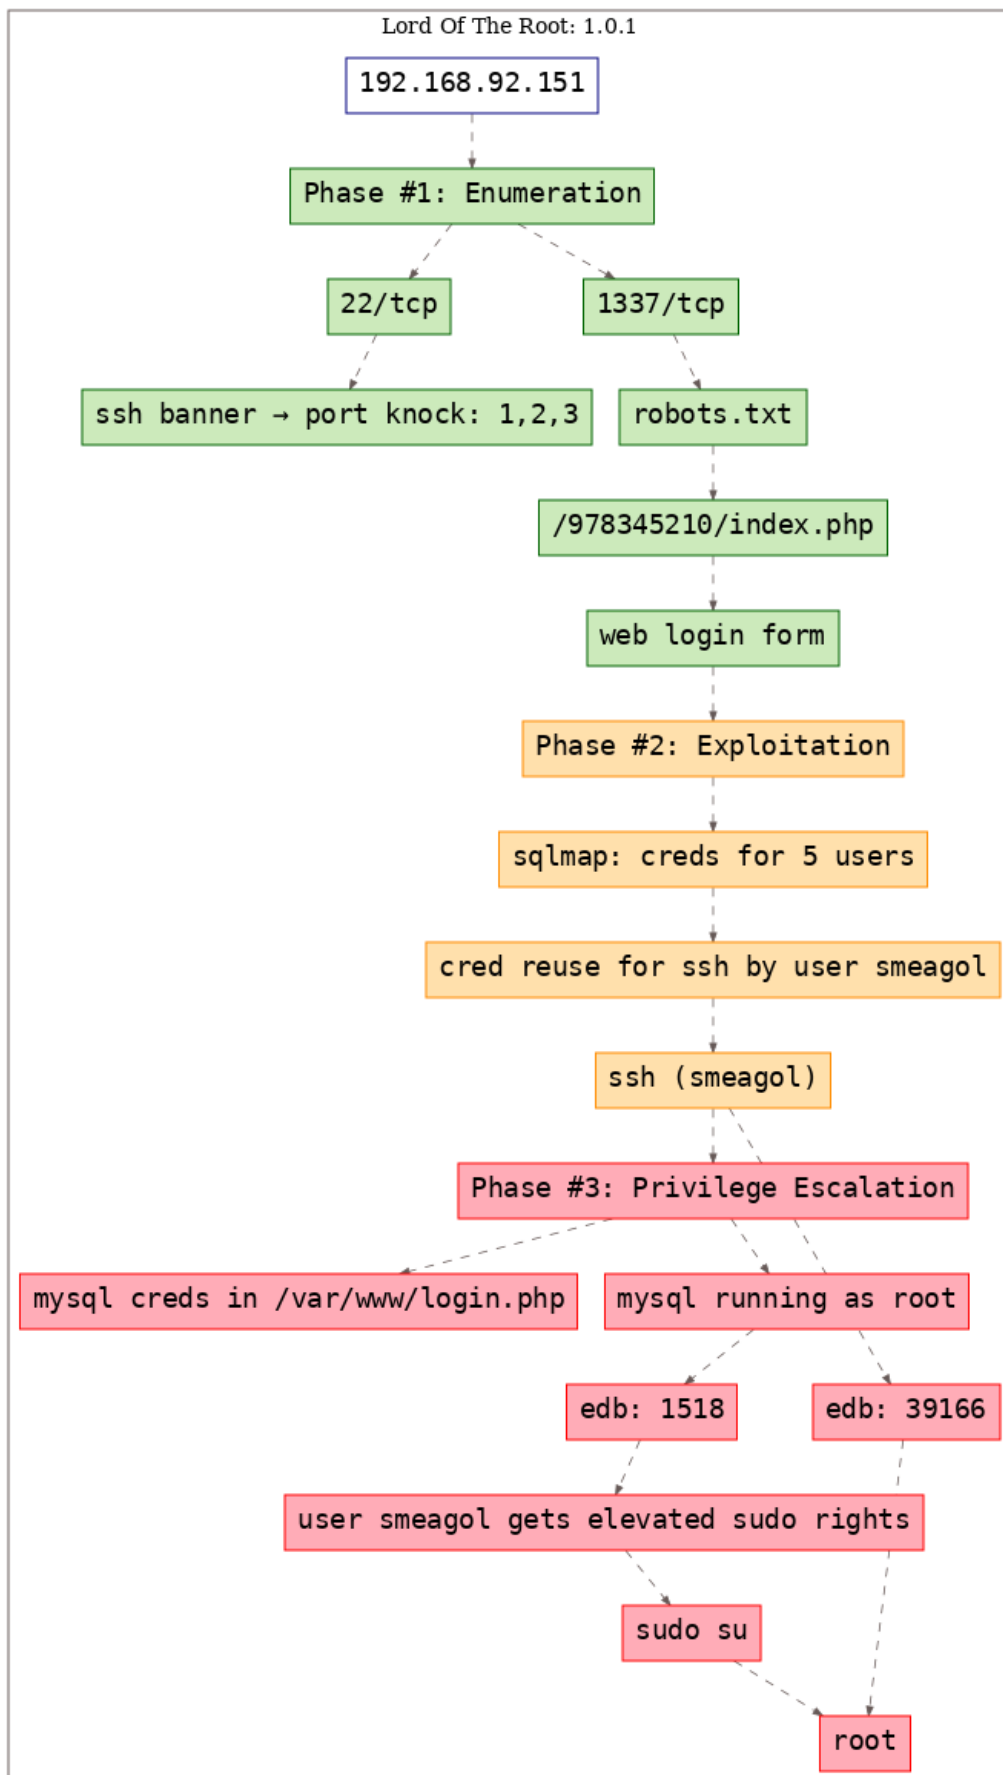 Lord Of The Root: 1.0.1
192.168.92.151
Phase #1: Enumeration
22/tcp
1337/tcp
ssh banner → port knock: 1,2,3
robots.txt
/978345210/index.php
web login form
Phase #2: Exploitation
sqlmap: creds for 5 users
cred reuse for ssh by user smeagol
ssh (smeagol)
Phase #3: Privilege Escalation
mysql creds in /var/www/login.php
mysql running as root
edb: 1518
edb: 39166
user smeagol gets elevated sudo rights
sudo su
root